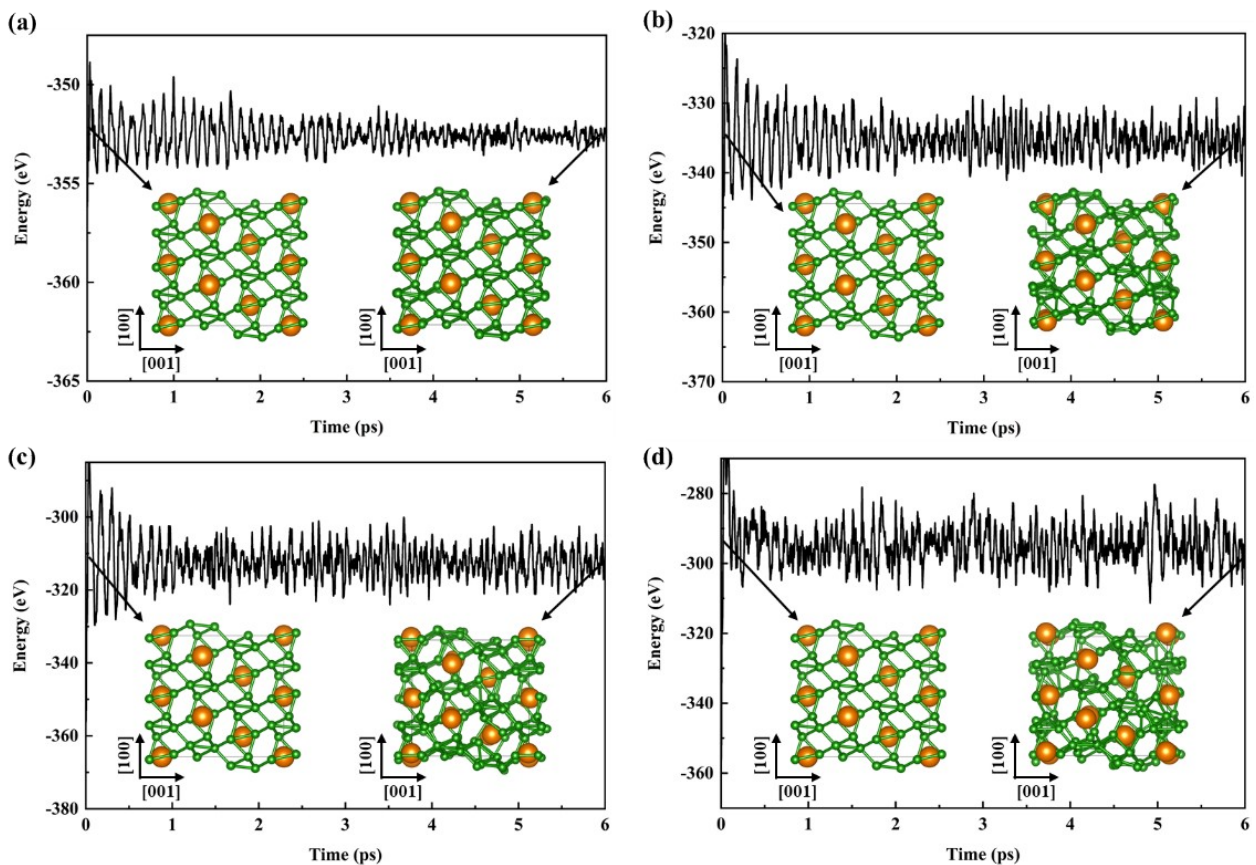 (a)
Energy (eV)
-350
-355
-360
-365
[100]
[001]
[100]
[001]
0 1 2 3 4 5 6
Time (ps)
(b)
Energy (eV)
-320
-330
-340
-350
-360
-370
[100]
[001]
[100]
[001]
0 1 2 3 4 5 6
Time (ps)
(c)
Energy (eV)
-300
-320
-340
-360
-380
[100]
[001]
[100]
[001]
0 1 2 3 4 5 6
Time (ps)
(d)
Energy (eV)
-280
-300
-320
-340
-360
[100]
[001]
[100]
[001]
0 1 2 3 4 5 6
Time (ps)